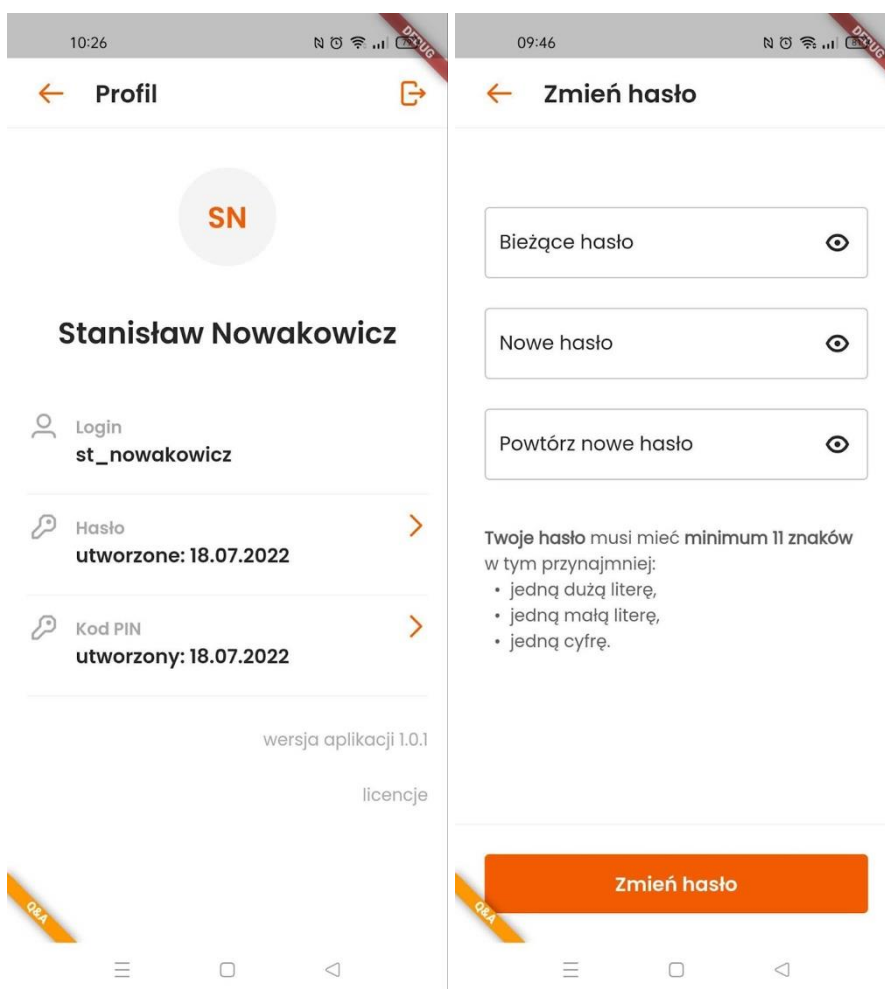 10:26
DEBUG
Profil
SN
Stanisław Nowakowicz
Login
st_nowakowicz
Hasło
utworzone: 18.07.2022
Kod PIN
utworzony: 18.07.2022
wersja aplikacji 1.0.1
licencje
Q&A
09:46
DEBUG
Zmień hasło
Bieżące hasło
Nowe hasło
Powtórz nowe hasło
Twoje hasło musi mieć minimum 11 znaków
w tym przynajmniej:
• jedną dużą literę,
• jedną małą literę,
• jedną cyfrę.
Zmień hasło
Q&A